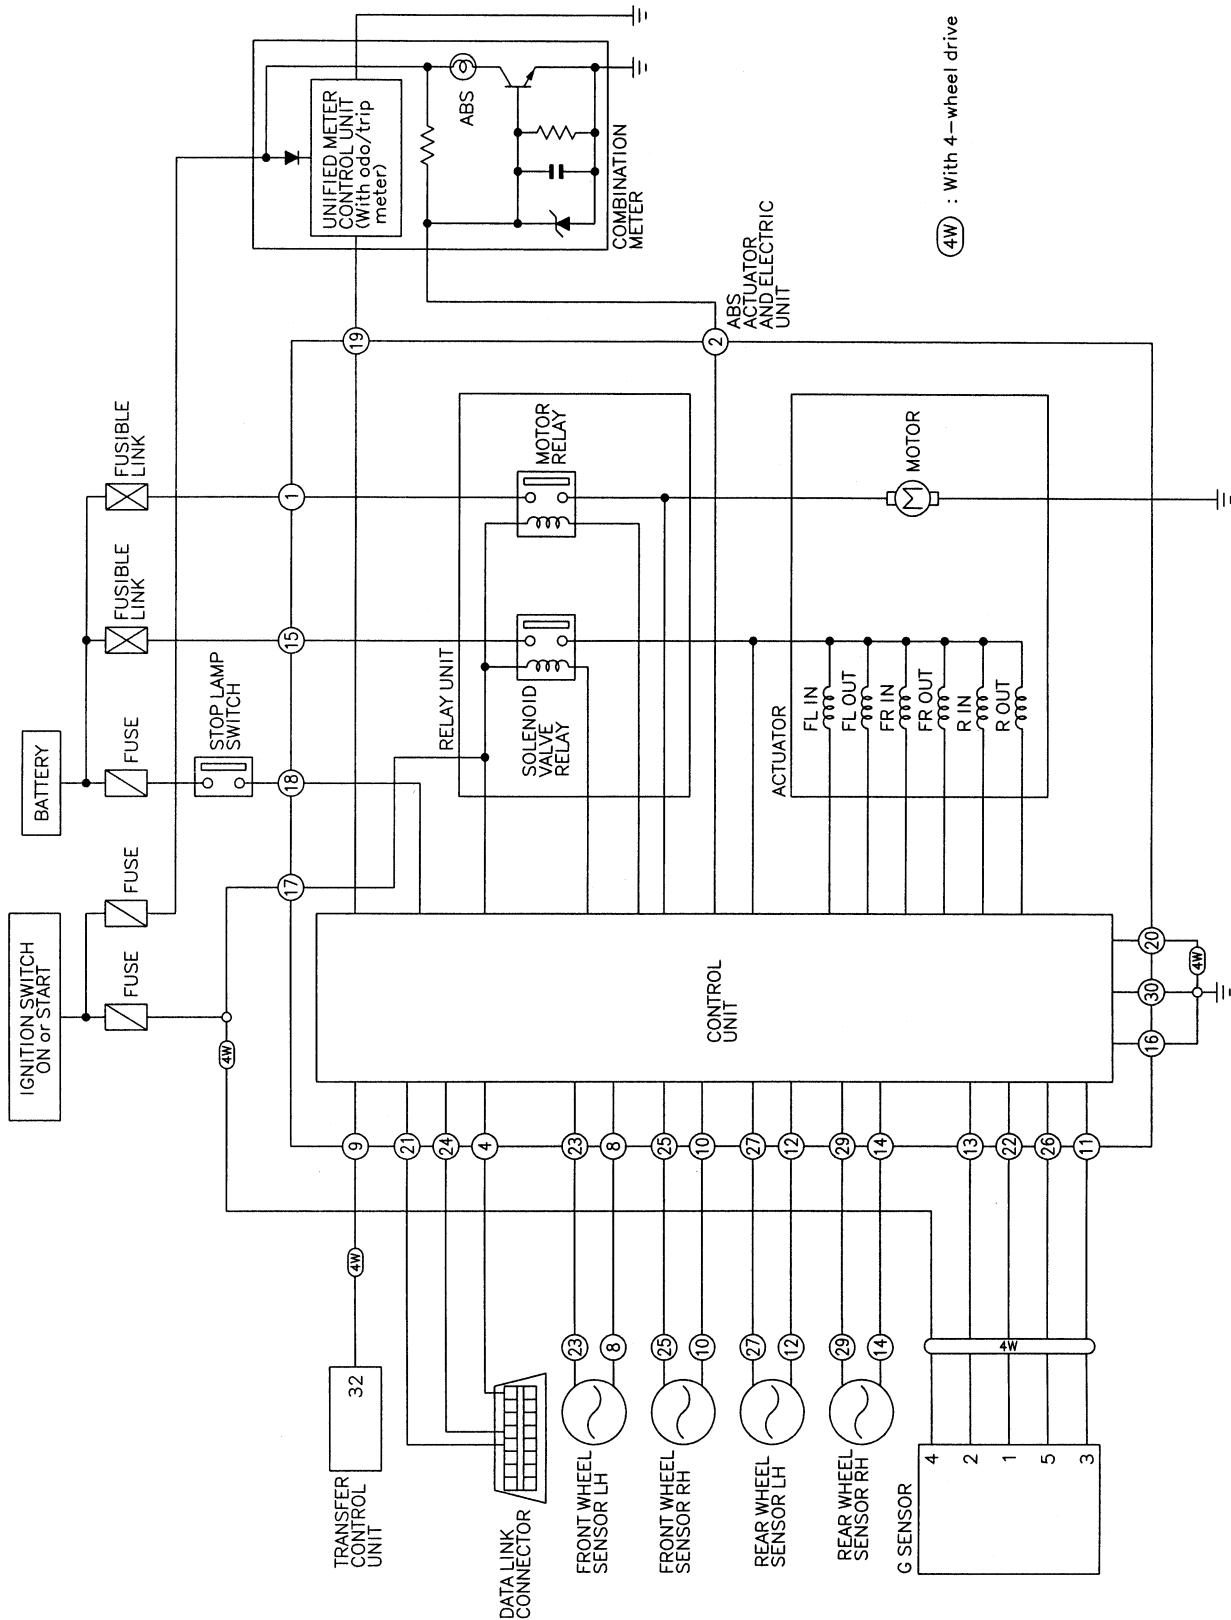 IGNITION SWITCH
ON or START
BATTERY
FUSE
FUSE
FUSE
FUSIBLE
LINK
FUSIBLE
LINK
STOP LAMP
SWITCH
4W
17
18
15
1
19
2
UNIFIED METER
CONTROL UNIT
(With odo/trip
meter)
ABS
COMBINATION
METER
ABS
ACTUATOR
AND ELECTRIC
UNIT
RELAY UNIT
SOLENOID
VALVE
RELAY
MOTOR
RELAY
ACTUATOR
FL IN
FL OUT
FR IN
FR OUT
R IN
R OUT
MOTOR
M
CONTROL
UNIT
16
30
20
4W
9
21
24
4
23
8
25
10
27
12
29
14
13
22
26
11
4W
TRANSFER
CONTROL
UNIT
32
DATA LINK
CONNECTOR
FRONT WHEEL
SENSOR LH
23
8
FRONT WHEEL
SENSOR RH
25
10
REAR WHEEL
SENSOR LH
27
12
REAR WHEEL
SENSOR RH
29
14
G SENSOR
4
2
1
5
3
4W
4W : With 4-wheel drive